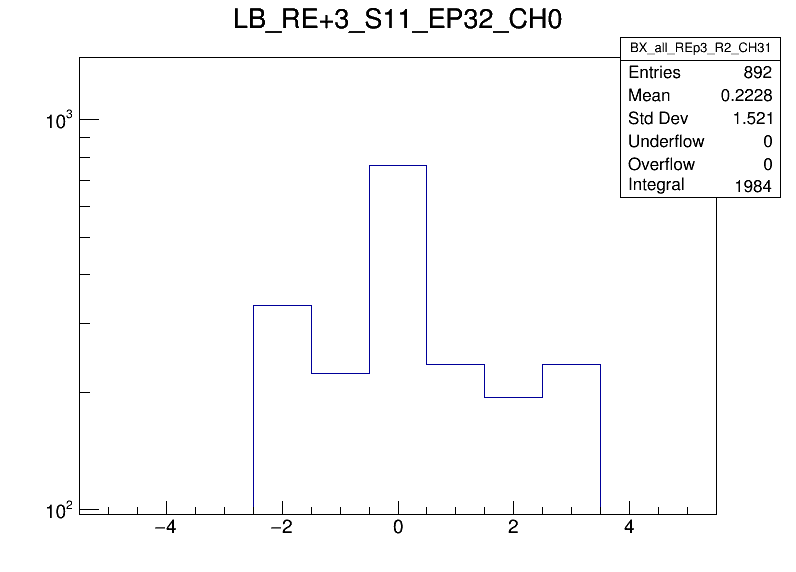 LB_RE+3_S11_EP32_CH0
BX_all_REp3_R2_CH31
Entries 892
Mean 0.2228
Std Dev 1.521
Underflow 0
Overflow 0
Integral 1984
10³
10²
−4 −2 0 2 4